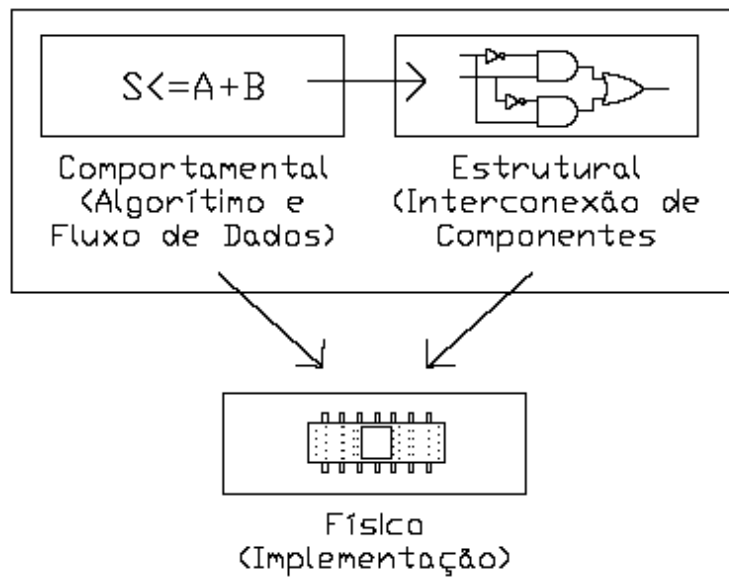 S<=A+B
Comportamental
(Algorítimo e
Fluxo de Dados)
Estrutural
(Interconexão de
Componentes
Físico
(Implementação)